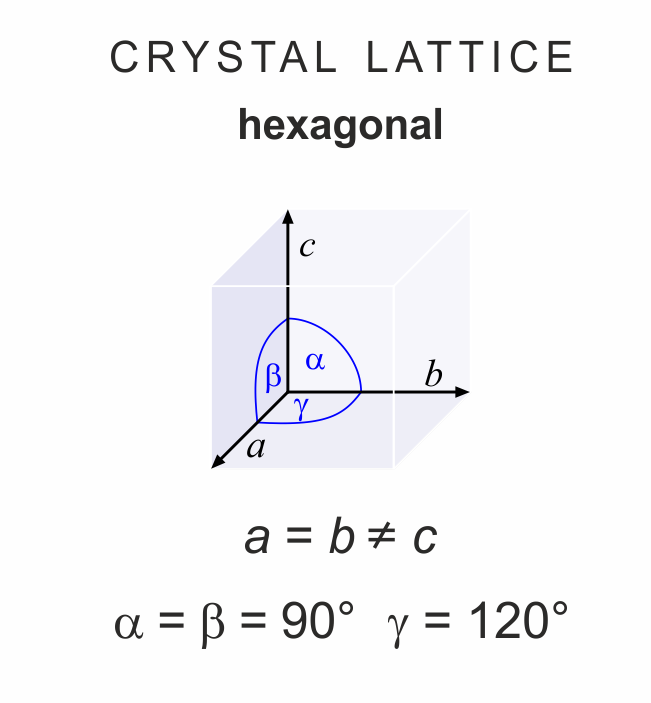 CRYSTAL LATTICE
hexagonal
c
α
β
b
γ
a
a = b ≠ c
α = β = 90° γ = 120°